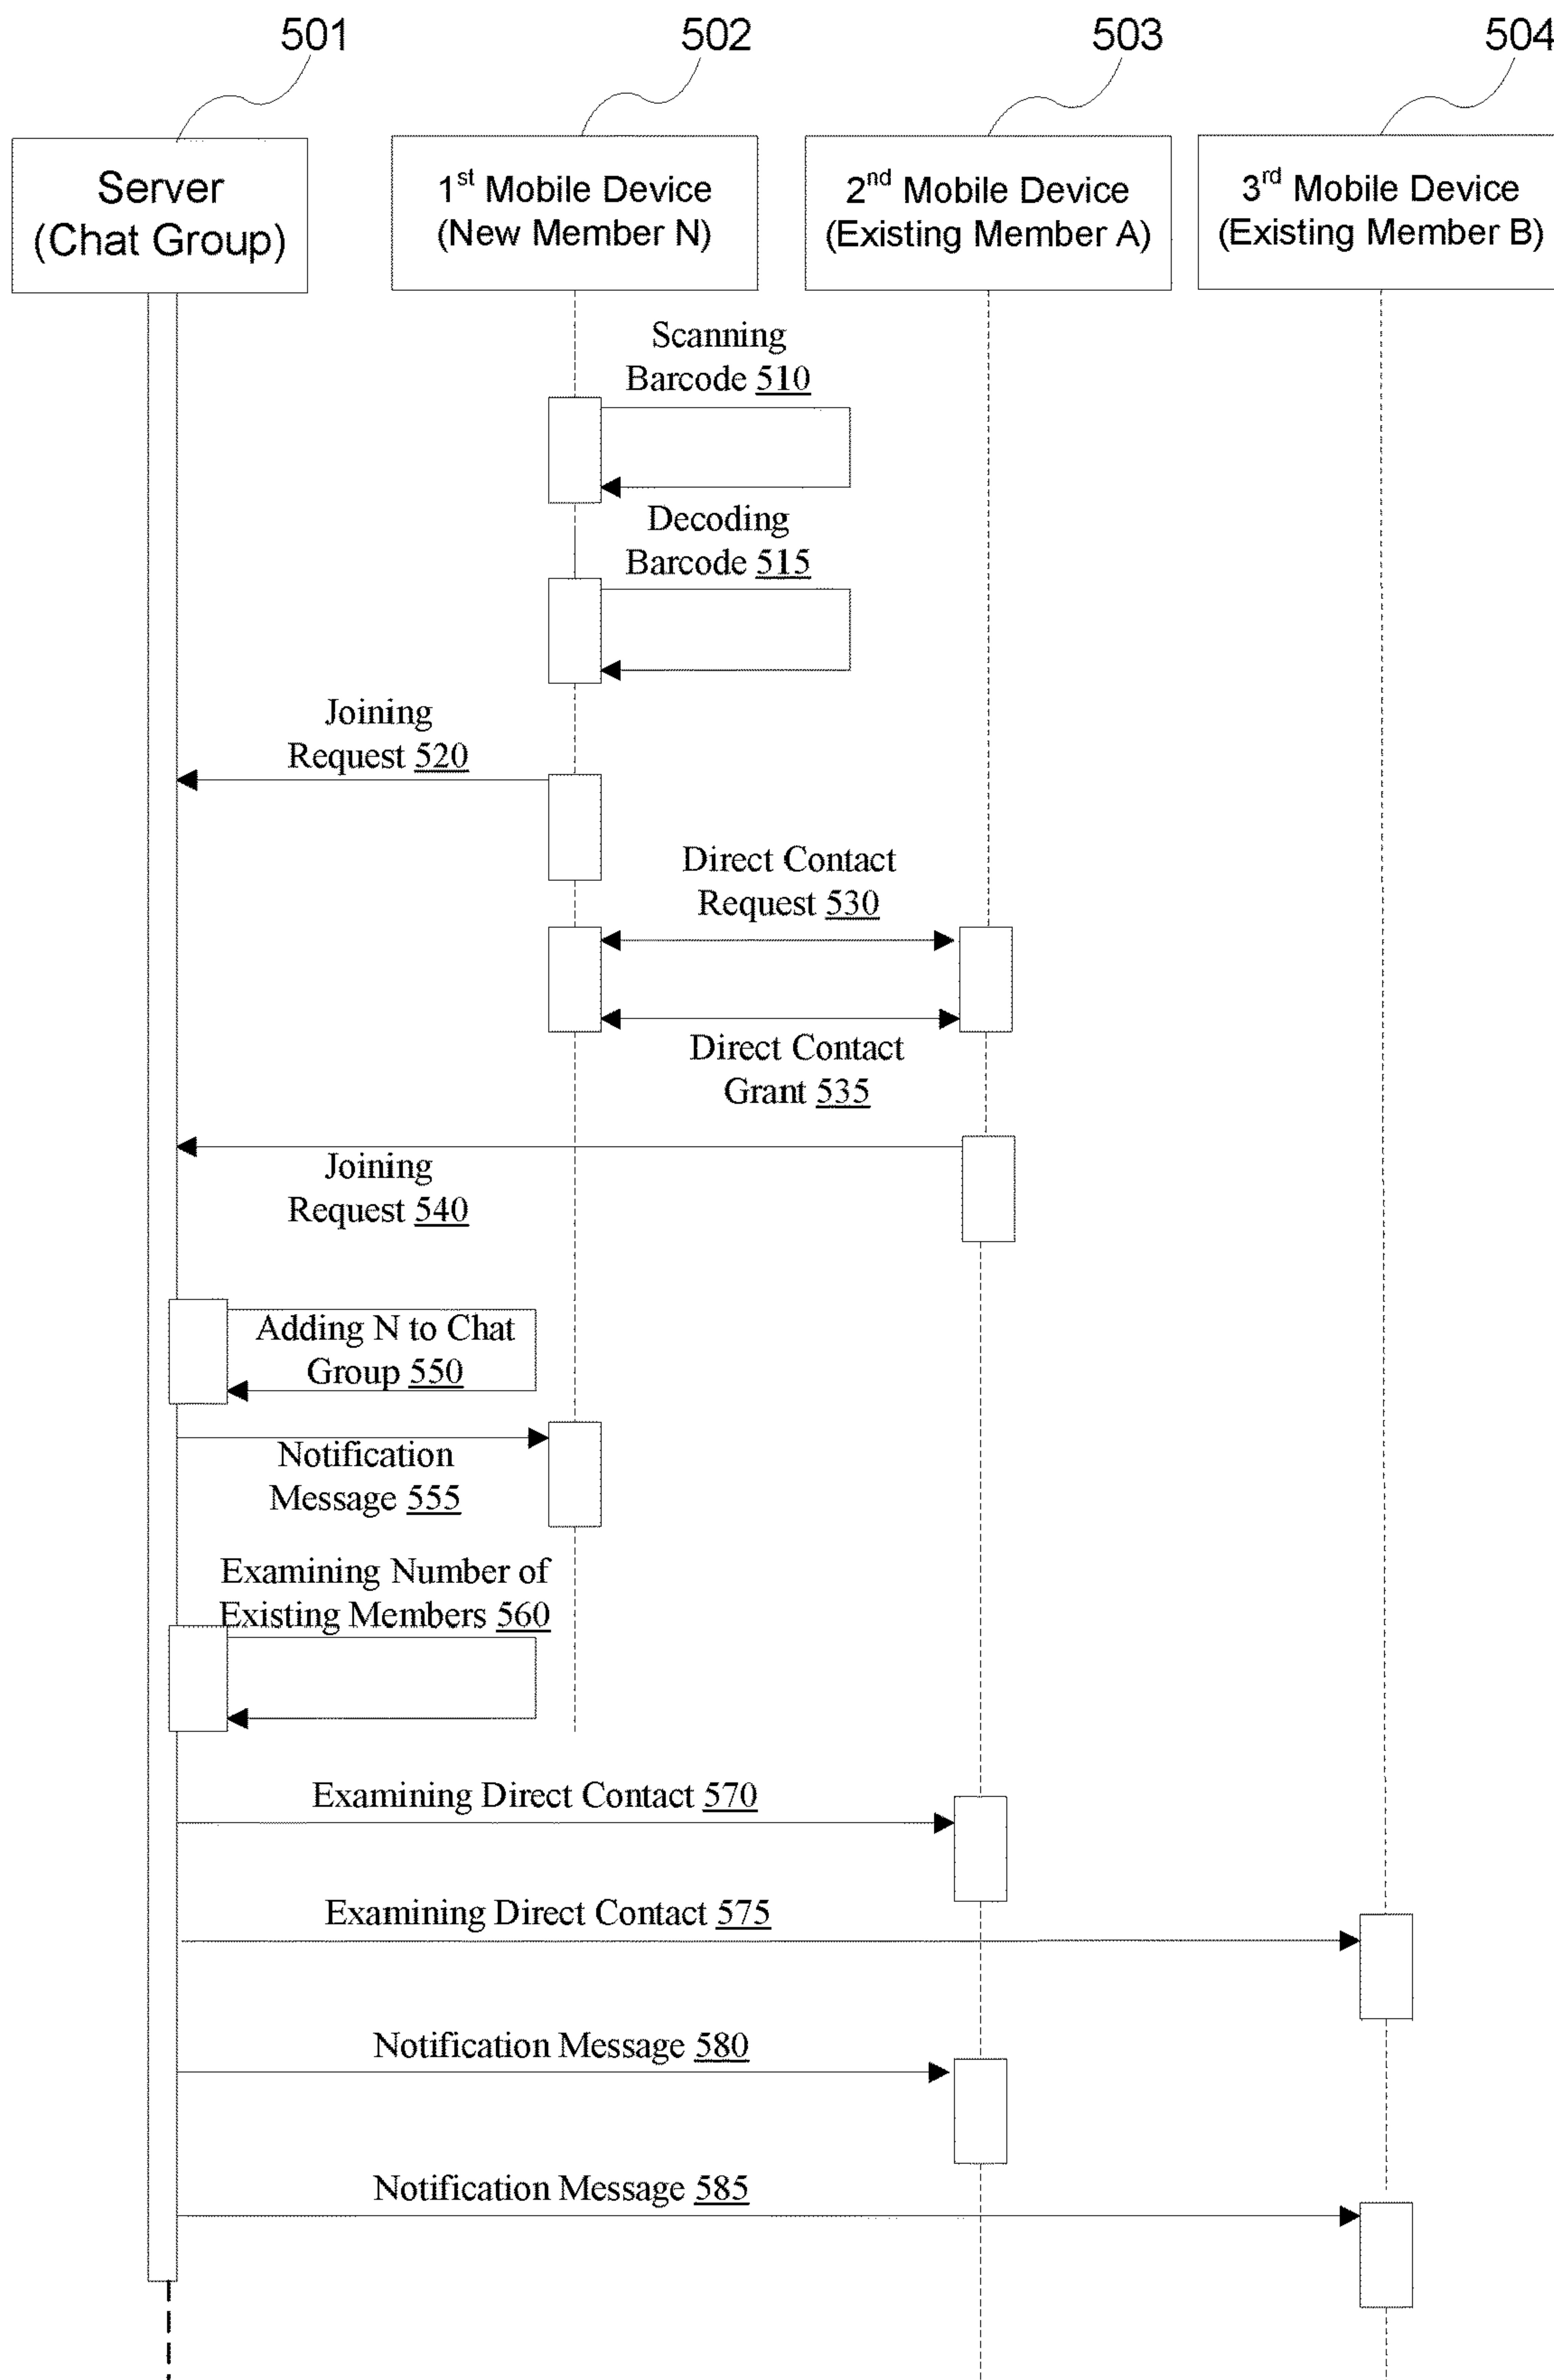 501
502
503
504
Server
(Chat Group)
1st Mobile Device
(New Member N)
2nd Mobile Device
(Existing Member A)
3rd Mobile Device
(Existing Member B)
Scanning
Barcode 510
Decoding
Barcode 515
Joining
Request 520
Direct Contact
Request 530
Direct Contact
Grant 535
Joining
Request 540
Adding N to Chat
Group 550
Notification
Message 555
Examining Number of
Existing Members 560
Examining Direct Contact 570
Examining Direct Contact 575
Notification Message 580
Notification Message 585